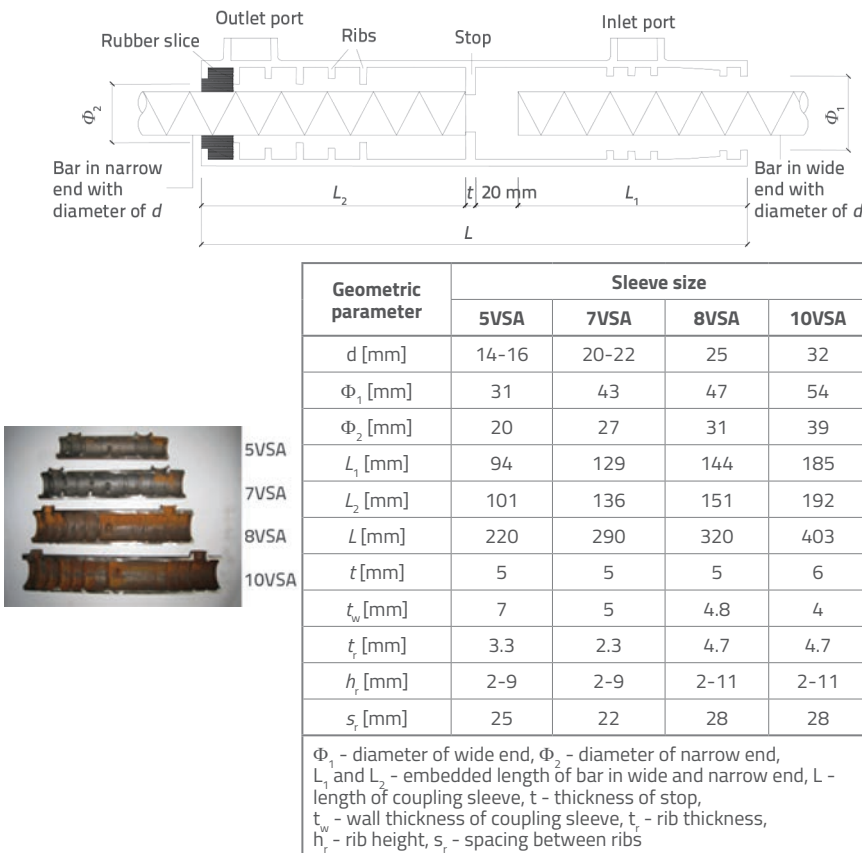 Outlet port
Inlet port
Rubber slice
Ribs
Stop
Φ2
Φ1
Bar in narrow
end with
diameter of d
Bar in wide
end with
diameter of d
L2
t
20 mm
L1
L
5VSA
7VSA
8VSA
10VSA
Geometric parameter Sleeve size
5VSA 7VSA 8VSA 10VSA
d [mm] 14-16 20-22 25 32
Φ1 [mm] 31 43 47 54
Φ2 [mm] 20 27 31 39
L1 [mm] 94 129 144 185
L2 [mm] 101 136 151 192
L [mm] 220 290 320 403
t [mm] 5 5 5 6
tw [mm] 7 5 4.8 4
tr [mm] 3.3 2.3 4.7 4.7
hr [mm] 2-9 2-9 2-11 2-11
sr [mm] 25 22 28 28
Φ1 - diameter of wide end, Φ2 - diameter of narrow end,
L1 and L2 - embedded length of bar in wide and narrow end, L -
length of coupling sleeve, t - thickness of stop,
tw - wall thickness of coupling sleeve, tr - rib thickness,
hr - rib height, sr - spacing between ribs